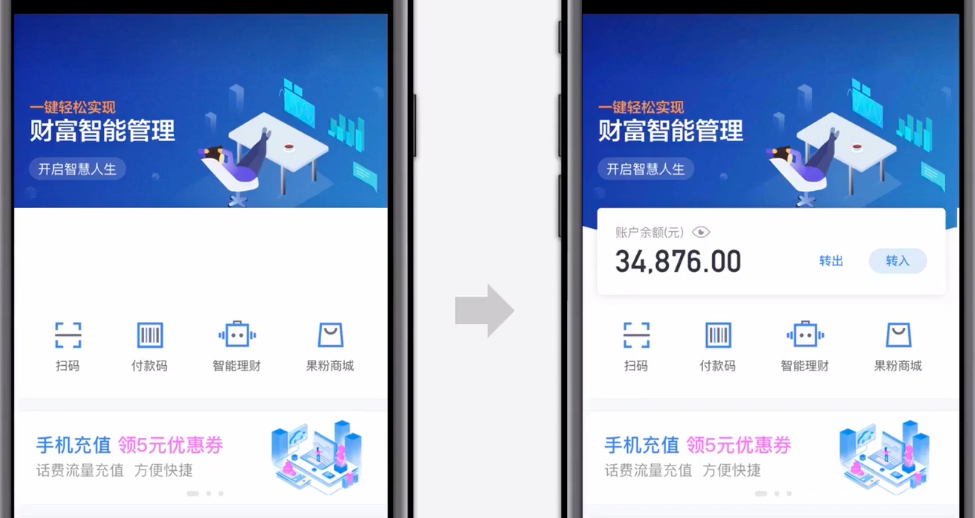 一键轻松实现
财富智能管理
开启智慧人生
扫码
付款码
智能理财
果粉商城
手机充值 领5元优惠券
话费流量充值 方便快捷
一键轻松实现
财富智能管理
开启智慧人生
账户余额(元)
34,876.00
转出
转入
扫码
付款码
智能理财
果粉商城
手机充值 领5元优惠券
话费流量充值 方便快捷